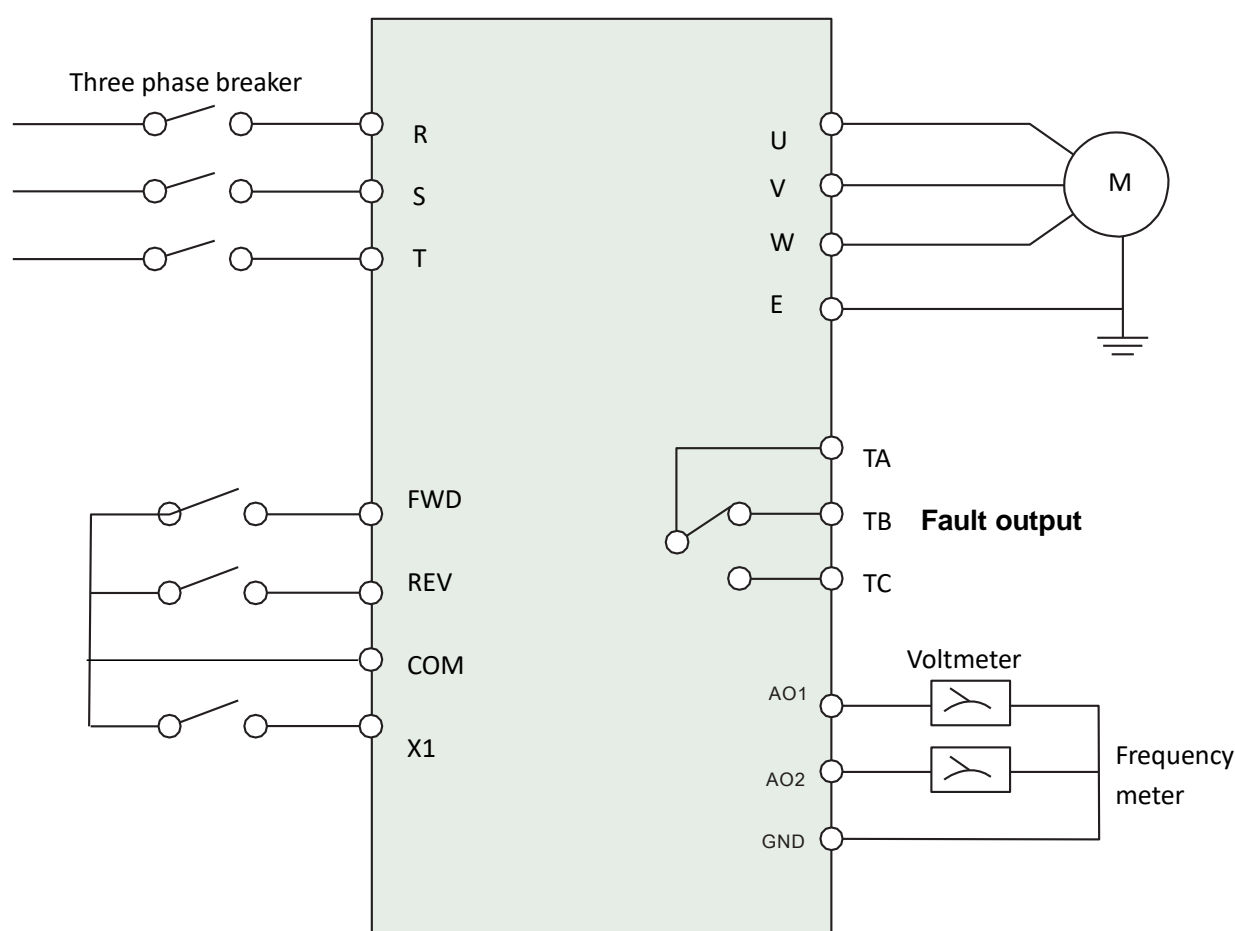 Three phase breaker
R
S
T
U
V
W
E
M
FWD
REV
COM
X1
TA
TB Fault output
TC
Voltmeter
AO1
AO2
GND
Frequency
meter